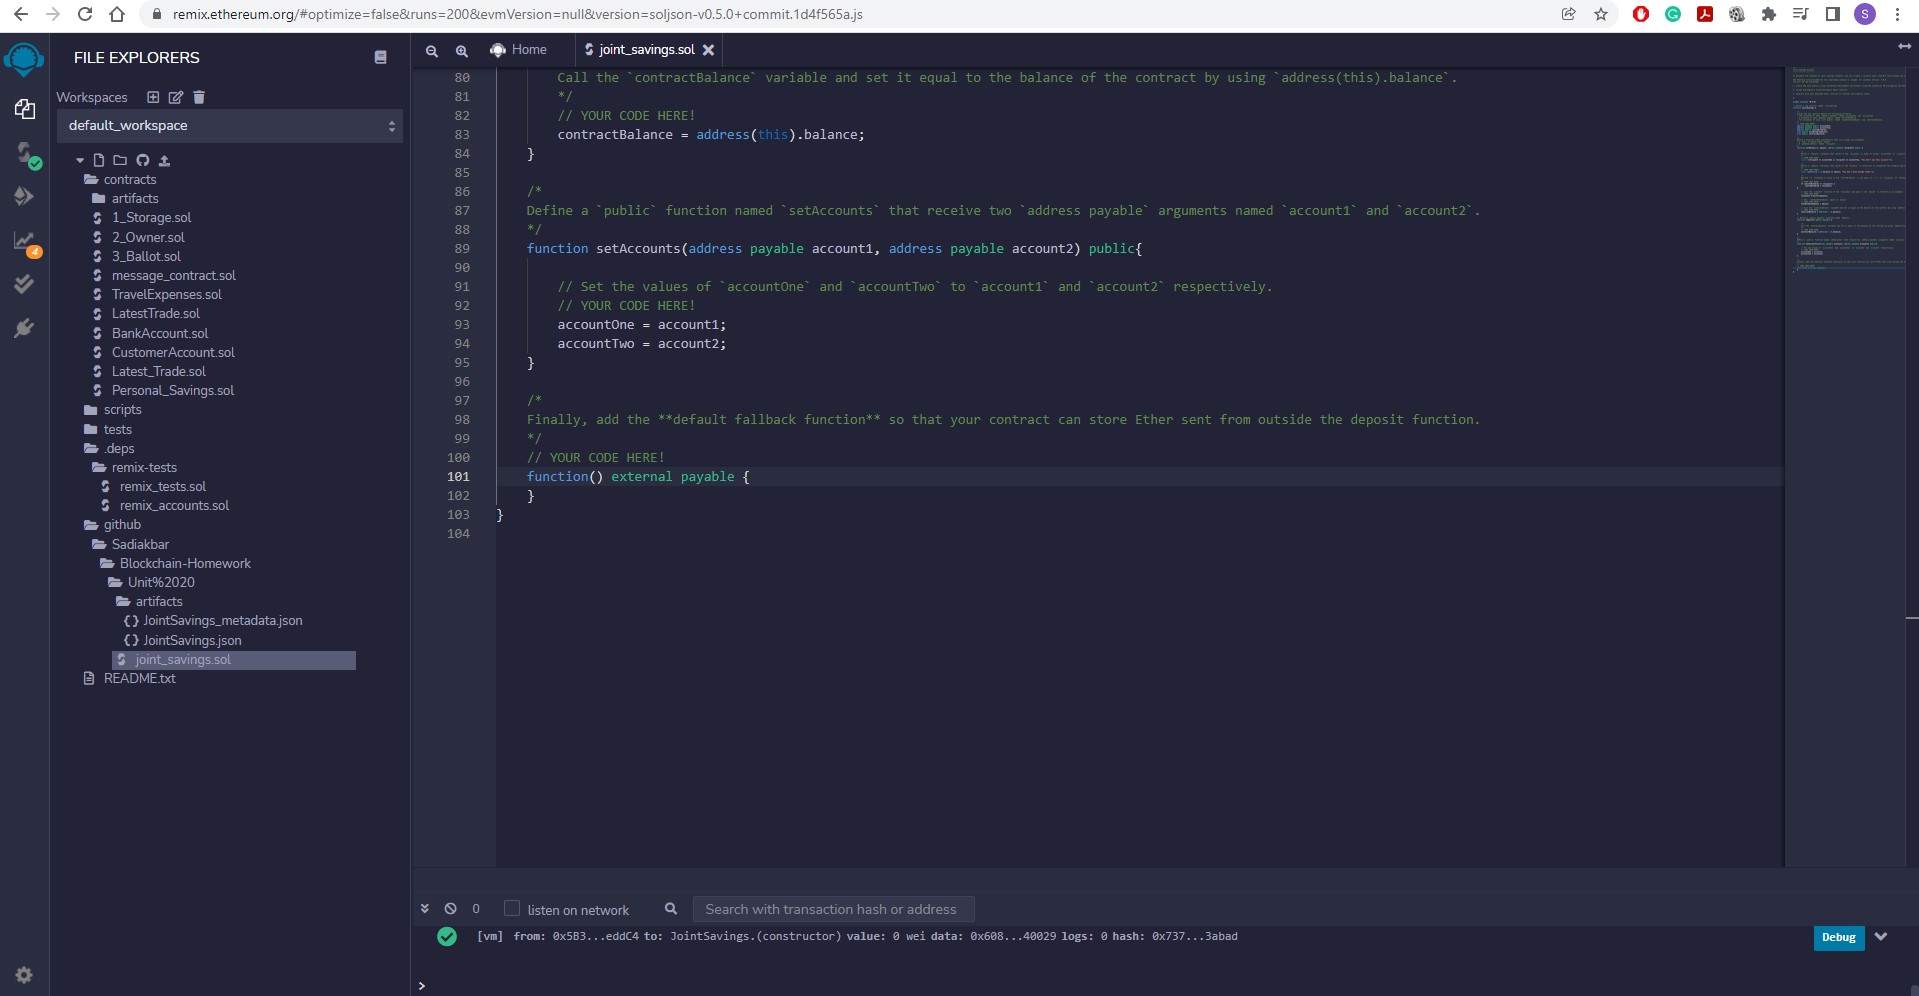 remix.ethereum.org/#optimize=false&runs=200&evmVersion=null&version=soljson-v0.5.0+commit.1d4f565a.js
S
FILE EXPLORERS
Workspaces
default_workspace
contracts
artifacts
1_Storage.sol
2_Owner.sol
3_Ballot.sol
message_contract.sol
TravelExpenses.sol
LatestTrade.sol
BankAccount.sol
CustomerAccount.sol
Latest_Trade.sol
Personal_Savings.sol
scripts
tests
.deps
remix-tests
remix_tests.sol
remix_accounts.sol
github
Sadiakbar
Blockchain-Homework
Unit%2020
artifacts
{} JointSavings_metadata.json
{} JointSavings.json
joint_savings.sol
README.txt
4
Home
joint_savings.sol
80 Call the `contractBalance` variable and set it equal to the balance of the contract by using `address(this).balance`.
81 */
82 // YOUR CODE HERE!
83 contractBalance = address(this).balance;
84 }
85
86 /*
87 Define a `public` function named `setAccounts` that receive two `address payable` arguments named `account1` and `account2`.
88 */
89 function setAccounts(address payable account1, address payable account2) public{
90
91 // Set the values of `accountOne` and `accountTwo` to `account1` and `account2` respectively.
92 // YOUR CODE HERE!
93 accountOne = account1;
94 accountTwo = account2;
95 }
96
97 /*
98 Finally, add the **default fallback function** so that your contract can store Ether sent from outside the deposit function.
99 */
100 // YOUR CODE HERE!
101 function() external payable {
102 }
103 }
104
0 listen on network Search with transaction hash or address
[vm] from: 0x5B3...eddC4 to: JointSavings.(constructor) value: 0 wei data: 0x608...40029 logs: 0 hash: 0x737...3abad Debug
>